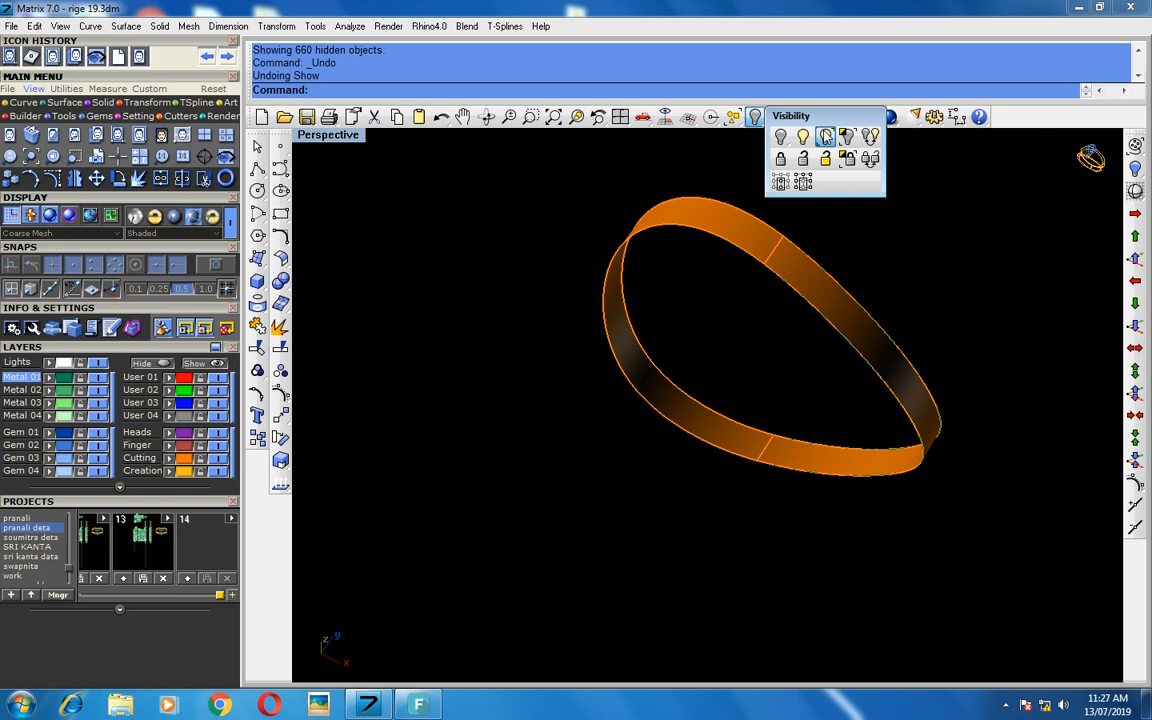 Matrix 7.0 - rige 19.3dm
File Edit View Curve Surface Solid Mesh Dimension Transform Tools Analyze Render Rhino4.0 Blend T-Splines Help
ICON HISTORY
Showing 660 hidden objects.
Command: _Undo
Undoing Show
Command:
MAIN MENU
File View Utilities Measure Custom Reset
Curve Surface Solid Transform TSpline Art
Builder Tools Gems Setting Cutters Render
Visibility
Perspective
DISPLAY
Coarse Mesh Shaded
SNAPS
0.1 0.25 0.5 1.0
INFO & SETTINGS
LAYERS
Lights Hide Show
Metal 01 User 01
Metal 02 User 02
Metal 03 User 03
Metal 04 User 04
Gem 01 Heads
Gem 02 Finger
Gem 03 Cutting
Gem 04 Creation
PROJECTS
pranali
pranali deta
soumitra deta
SRI KANTA
sri kanta data
swapnita
work
13 14
Mngr
z y
x
7 F
11:27 AM
13/07/2019